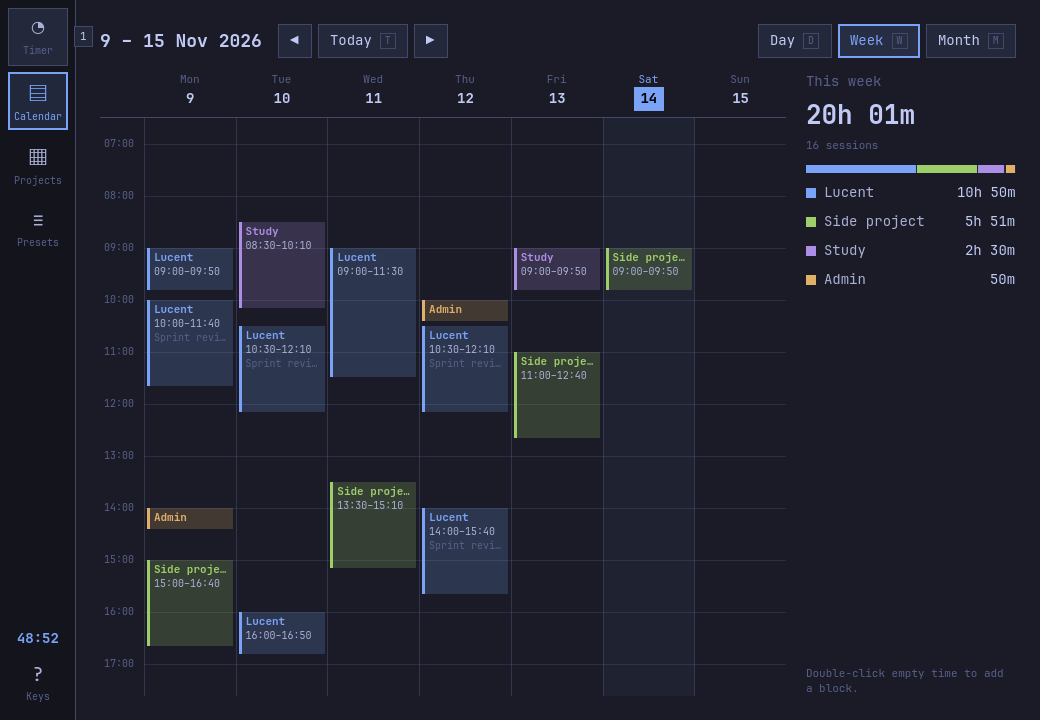 Timer
1
Calendar
Projects
Presets
48:52
?
Keys
9 – 15 Nov 2026
Today T
Day D
Week W
Month M
Mon
9
Tue
10
Wed
11
Thu
12
Fri
13
Sat
14
Sun
15
07:00
08:00
09:00
10:00
11:00
12:00
13:00
14:00
15:00
16:00
17:00
Lucent
09:00–09:50
Lucent
10:00–11:40
Sprint revi…
Admin
Side proje…
15:00–16:40
Study
08:30–10:10
Lucent
10:30–12:10
Sprint revi…
Lucent
16:00–16:50
Lucent
09:00–11:30
Side proje…
13:30–15:10
Admin
Lucent
10:30–12:10
Sprint revi…
Lucent
14:00–15:40
Sprint revi…
Study
09:00–09:50
Side proje…
11:00–12:40
Side proje…
09:00–09:50
This week
20h 01m
16 sessions
Lucent 10h 50m
Side project 5h 51m
Study 2h 30m
Admin 50m
Double-click empty time to add
a block.